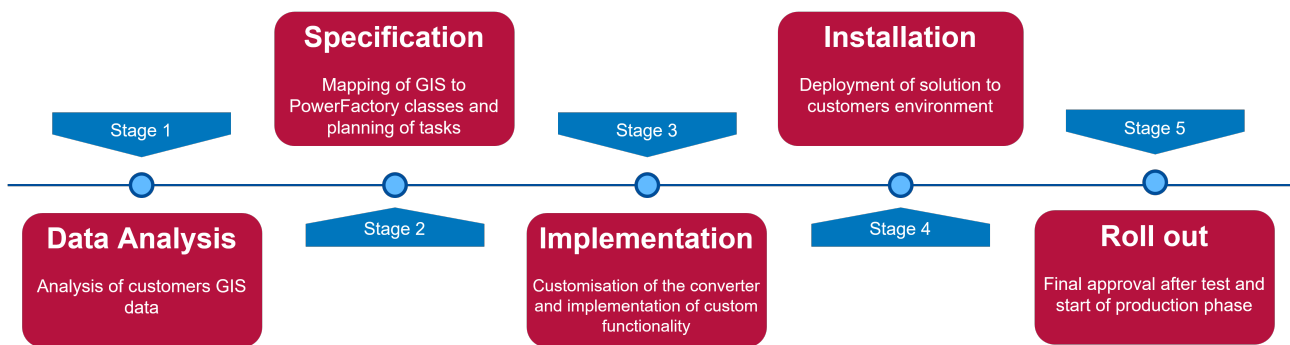 Stage 1
Data Analysis
Analysis of customers GIS
data
Specification
Mapping of GIS to
PowerFactory classes and
planning of tasks
Stage 2
Stage 3
Implementation
Customisation of the converter
and implementation of custom
functionality
Installation
Deployment of solution to
customers environment
Stage 4
Stage 5
Roll out
Final approval after test and
start of production phase